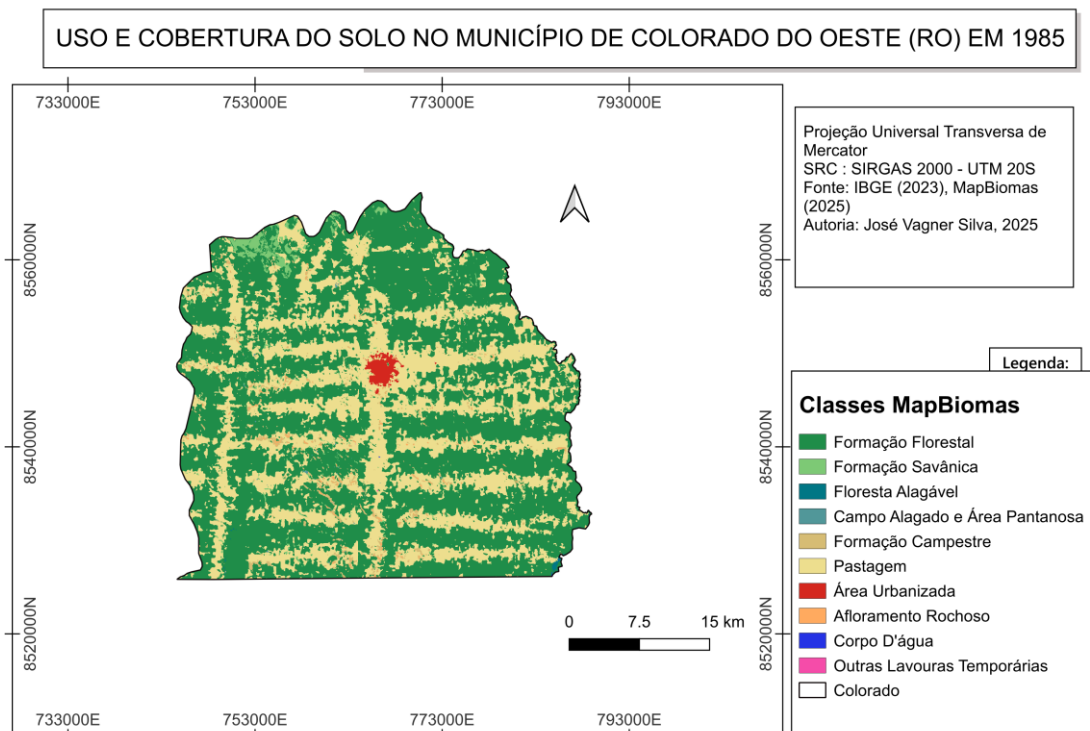 USO E COBERTURA DO SOLO NO MUNICÍPIO DE COLORADO DO OESTE (RO) EM 1985
733000E
753000E
773000E
793000E
Projeção Universal Transversa de
Mercator
SRC : SIRGAS 2000 - UTM 20S
Fonte: IBGE (2023), MapBiomas
(2025)
Autoria: José Vagner Silva, 2025
8560000N
8560000N
8540000N
8540000N
8520000N
8520000N
0
7.5
15 km
Legenda:
Classes MapBiomas
Formação Florestal
Formação Savânica
Floresta Alagável
Campo Alagado e Área Pantanosa
Formação Campestre
Pastagem
Área Urbanizada
Afloramento Rochoso
Corpo D'água
Outras Lavouras Temporárias
Colorado
733000E
753000E
773000E
793000E